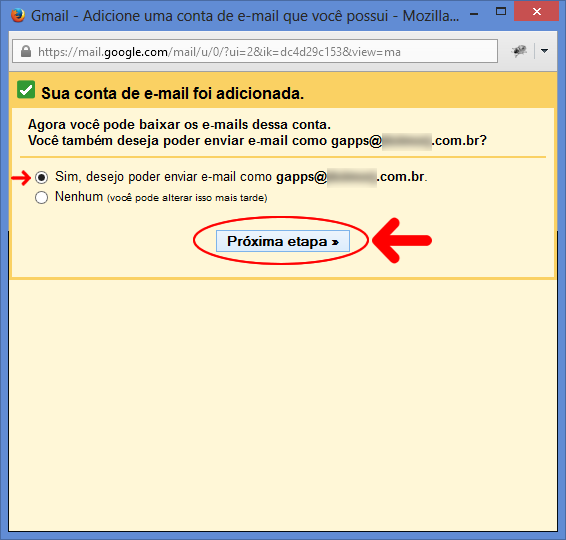 Gmail - Adicione uma conta de e-mail que você possui - Mozilla...
https://mail.google.com/mail/u/0/?ui=2&ik=dc4d29c153&view=ma
Sua conta de e-mail foi adicionada.
Agora você pode baixar os e-mails dessa conta.
Você também deseja poder enviar e-mail como gapps@ .com.br?
Sim, desejo poder enviar e-mail como gapps@ .com.br.
Nenhum (você pode alterar isso mais tarde)
Próxima etapa »